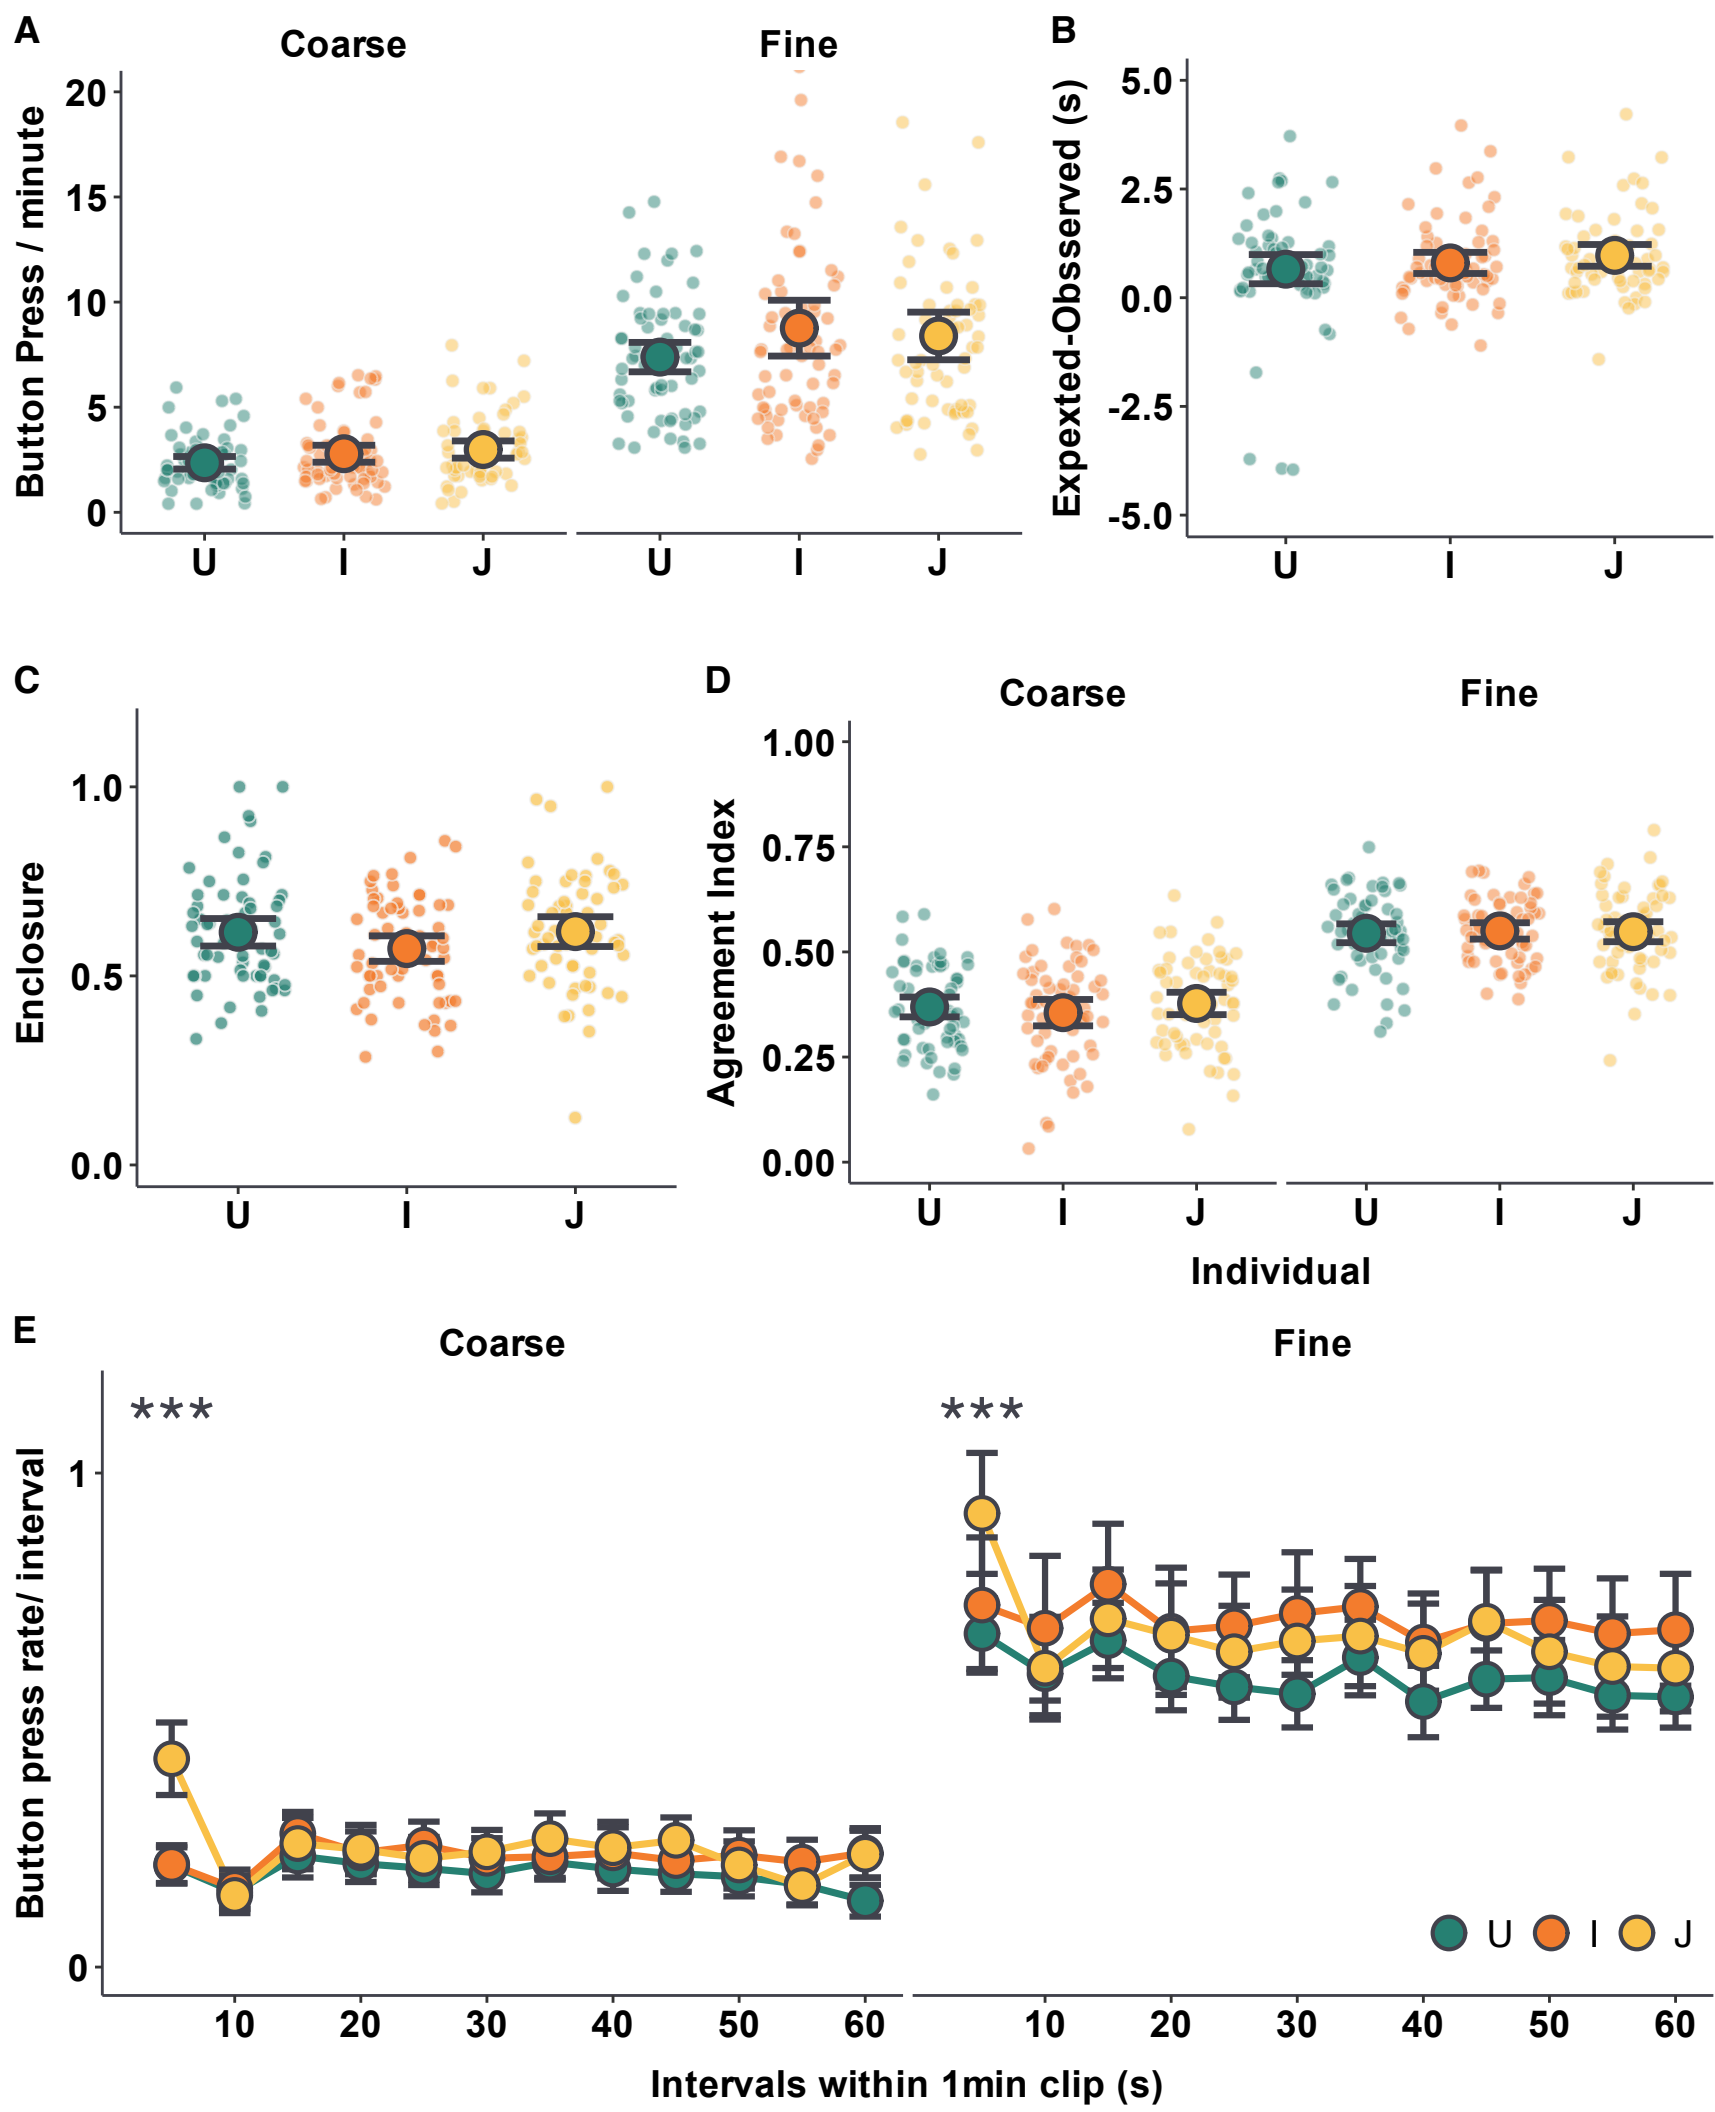 A
Coarse
Fine
Button Press / minute
20
15
10
5
0
U I J
U I J
B
Expexted-Obsserved (s)
5.0
2.5
0.0
-2.5
-5.0
U I J
C
Enclosure
1.0
0.5
0.0
U I J
D
Coarse
Fine
Agreement Index
1.00
0.75
0.50
0.25
0.00
U I J
U I J
Individual
E
Coarse
Fine
Button press rate/ interval
***
***
1
0
U I J
10 20 30 40 50 60
10 20 30 40 50 60
Intervals within 1min clip (s)